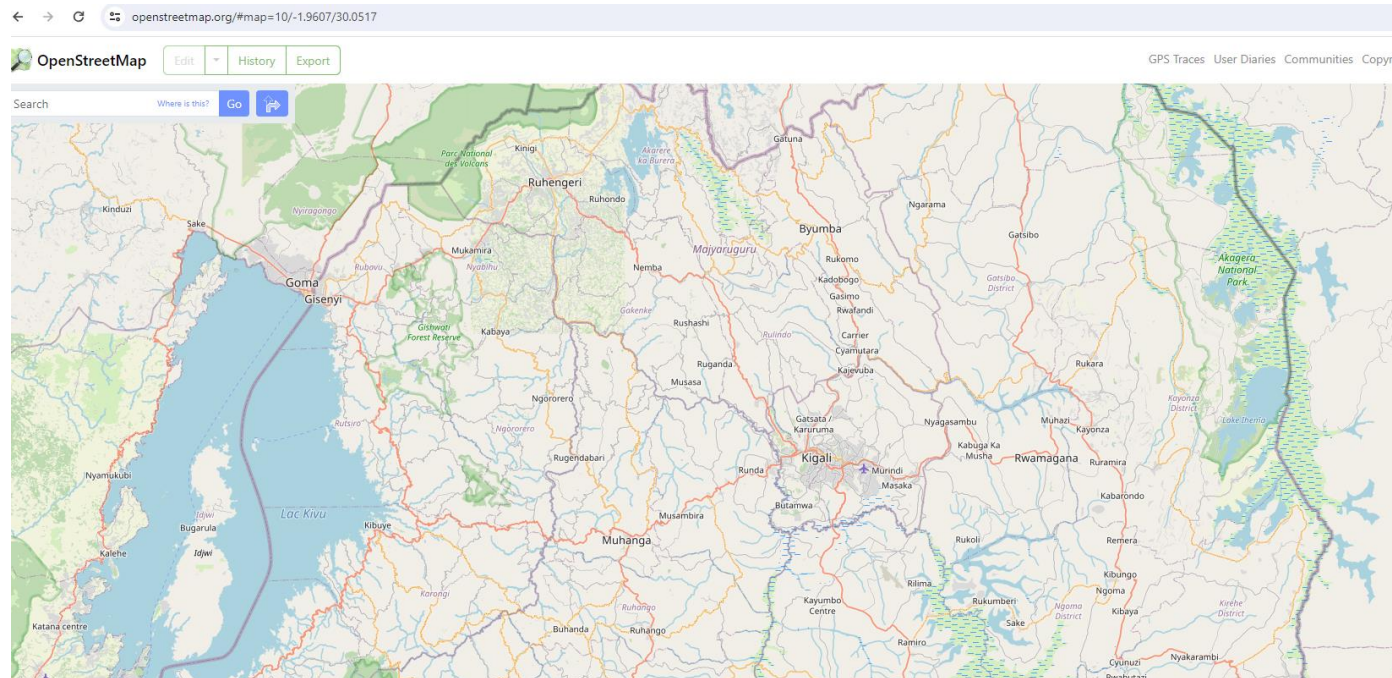 openstreetmap.org/#map=10/-1.9607/30.0517
OpenStreetMap
Edit
History
Export
GPS Traces User Diaries Communities Copyr
Search
Where is this?
Go
Parc National
des Volcans
Kinigi
Akarere
ka Burera
Gatuna
Ruhengeri
Ruhondo
Nyiragongo
Kinduzi
Sake
Ngarama
Byumba
Gatsibo
Mukamira
Majyaruguru
Rukomo
Akagera
National
Park
Rubavu
Nyabihu
Nemba
Kadobogo
Gatsibo
District
Goma
Gisenyi
Gasimo
Rwafandi
Gakenke
Rushashi
Rulindo
Carrier
Gishwati
Forest Reserve
Kabaya
Cyamutara
Kajevuba
Ruganda
Rukara
Musasa
Ngororero
Kayonza
District
Rutsiro
Ngororero
Gatsata /
Karuruma
Nyagasambu
Muhazi
Kayonza
Lake Ihema
Kabuga Ka
Musha
Rugendabari
Kigali
Rwamagana
Ruramira
Runda
Murindi
Masaka
Nyamukubi
Kabarondo
Butamwa
Lac Kivu
Idjwi
Bugarula
Kibuye
Musambira
Muhanga
Rukoli
Remera
Kalehe
Idjwi
Kibungo
Rilima
Ngoma
Karongi
Ruhango
Kayumbo
Centre
Rukumberi
Ngoma
District
Kibaya
Kirehe
District
Katana centre
Buhanda
Ruhango
Sake
Ramiro
Cyunuzi
Nyakarambi
Rwabutazi